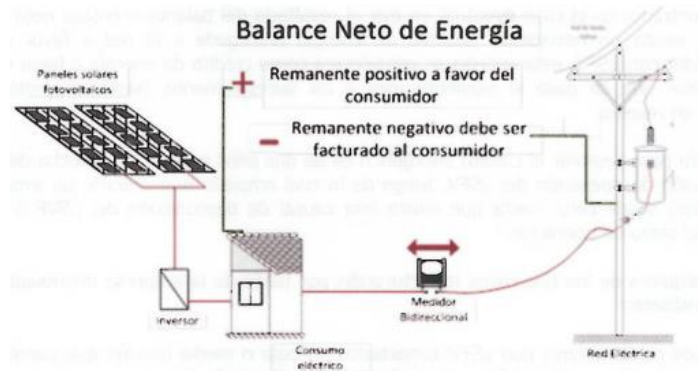 Balance Neto de Energía
Paneles solares
fotovoltaicos
+ Remanente positivo a favor del
consumidor
- Remanente negativo debe ser
facturado al consumidor
Inversor
Medidor
Bidireccional
Consumo
eléctrico
Red Eléctrica